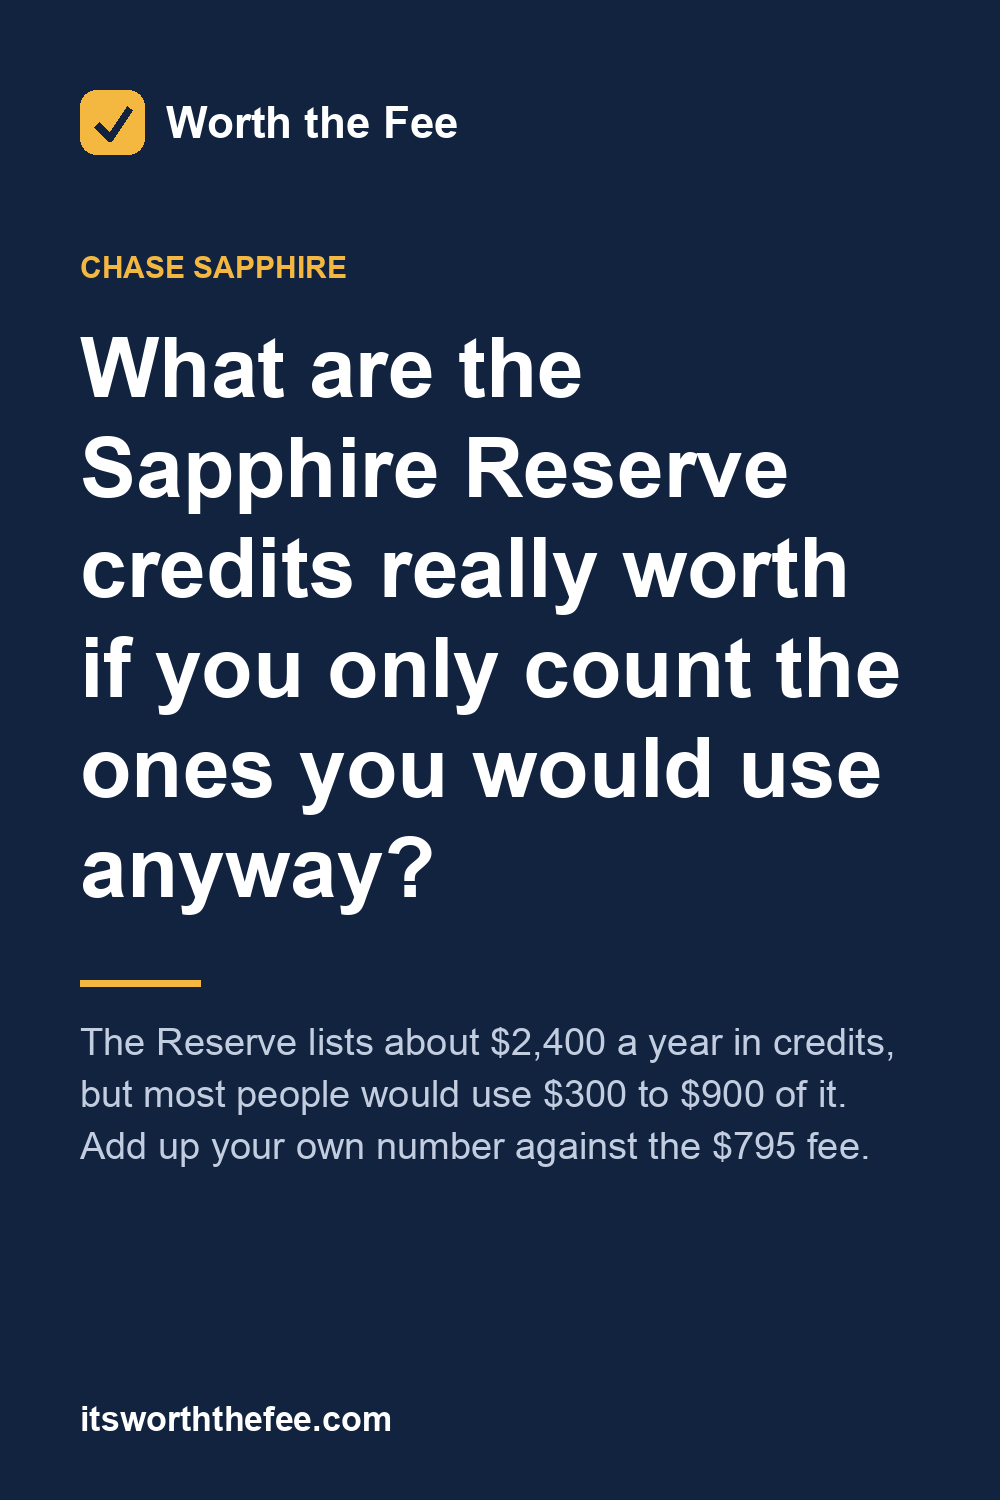 Worth the Fee
CHASE SAPPHIRE
What are the
Sapphire Reserve
credits really worth
if you only count the
ones you would use
anyway?
The Reserve lists about $2,400 a year in credits,
but most people would use $300 to $900 of it.
Add up your own number against the $795 fee.
itsworththefee.com